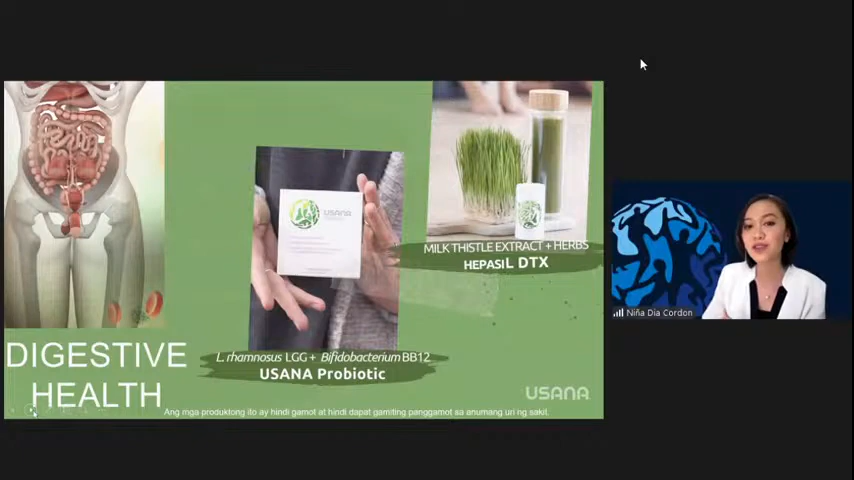 MILK THISTLE EXTRACT + HERBS
HEPASIL DTX
USANA
L. rhamnosus LGG + Bifidobacterium BB12
USANA Probiotic
DIGESTIVE
HEALTH
USANA
Ang mga produktong ito ay hindi gamot at hindi dapat gamiting panggamot sa anumang uri ng sakit.
Niña Dia Cordon